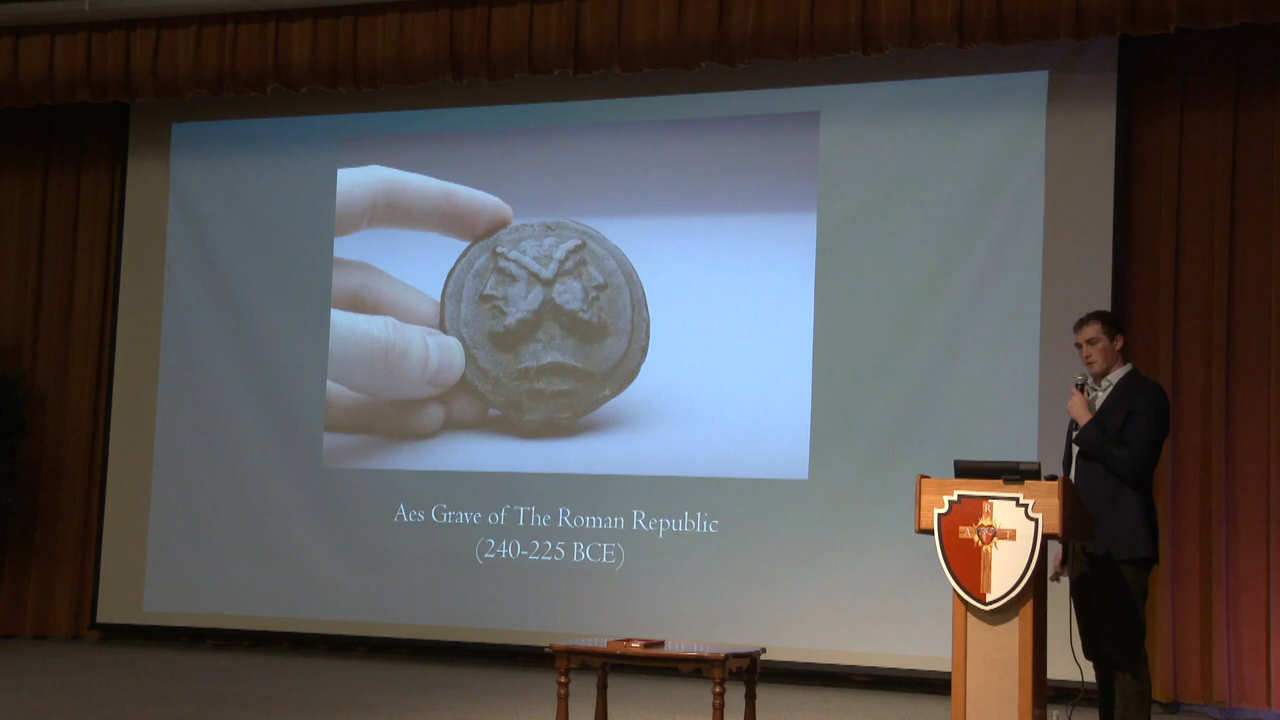 Aes Grave of The Roman Republic
(240-225 BCE)
R
A I